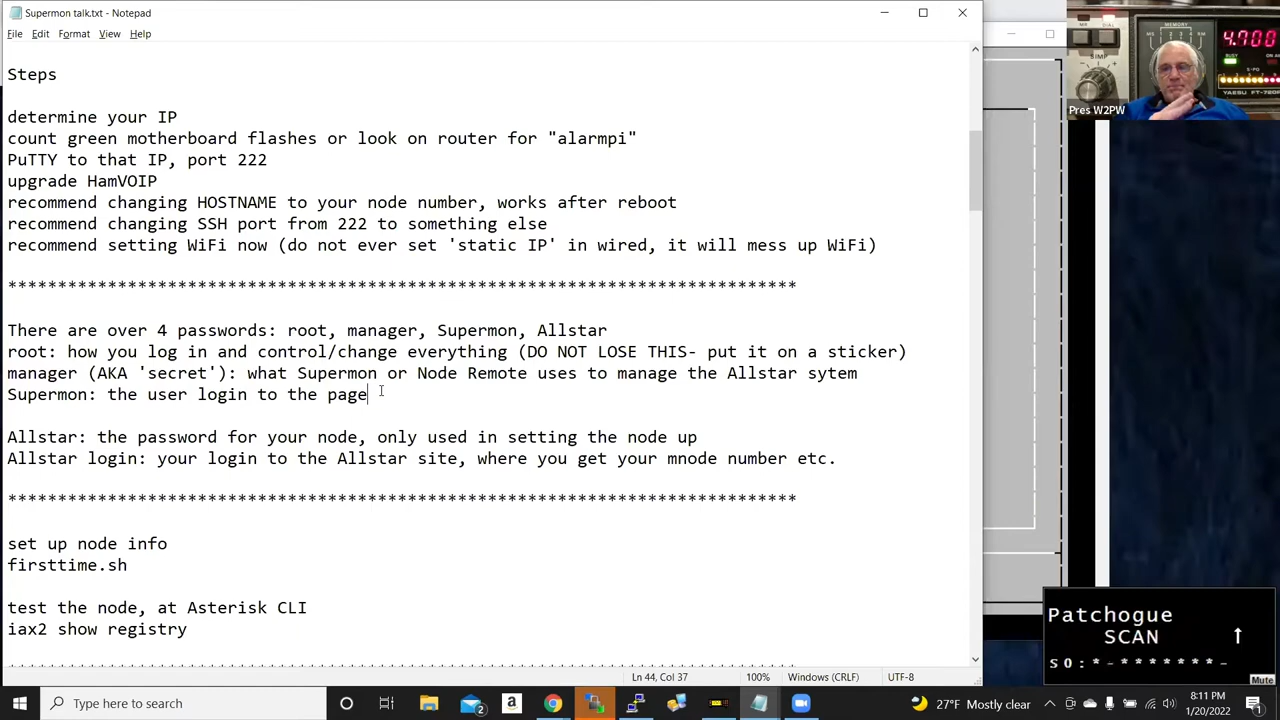 Supermon talk.txt - Notepad
File Edit Format View Help
Steps
determine your IP
count green motherboard flashes or look on router for "alarmpi"
PuTTY to that IP, port 222
upgrade HamVOIP
recommend changing HOSTNAME to your node number, works after reboot
recommend changing SSH port from 222 to something else
recommend setting WiFi now (do not ever set 'static IP' in wired, it will mess up WiFi)
*******************************************************************************
There are over 4 passwords: root, manager, Supermon, Allstar
root: how you log in and control/change everything (DO NOT LOSE THIS- put it on a sticker)
manager (AKA 'secret'): what Supermon or Node Remote uses to manage the Allstar sytem
Supermon: the user login to the page
Allstar: the password for your node, only used in setting the node up
Allstar login: your login to the Allstar site, where you get your mnode number etc.
*******************************************************************************
set up node info
firsttime.sh
test the node, at Asterisk CLI
iax2 show registry
Ln 44, Col 37
100%
Windows (CRLF)
UTF-8
MEMORY
4.700
BUSY
YAESU FT-720R
Pres W2PW
Patchogue
SCAN
S0:*-*******-
Mute
Type here to search
27°F Mostly clear
8:11 PM
1/20/2022